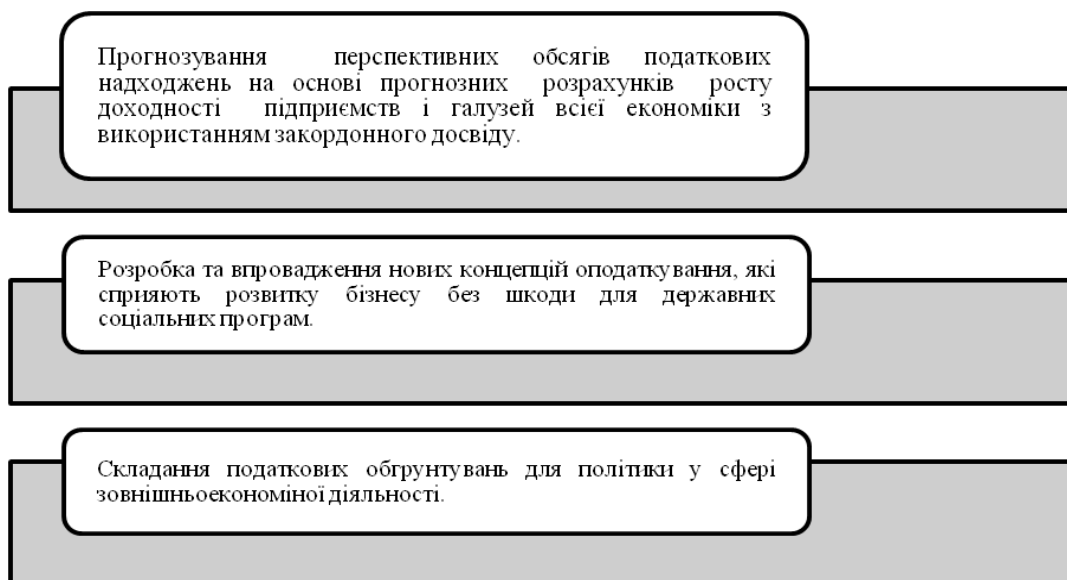 Прогнозування перспективних обсягів податкових
надходжень на основі прогнозних розрахунків росту
доходності підприємств і галузей всієї економіки з
використанням закордонного досвіду.
Розробка та впровадження нових концепцій оподаткування, які
сприяють розвитку бізнесу без шкоди для державних
соціальних програм.
Складання податкових обґрунтувань для політики у сфері
зовнішньоекономіної діяльності.